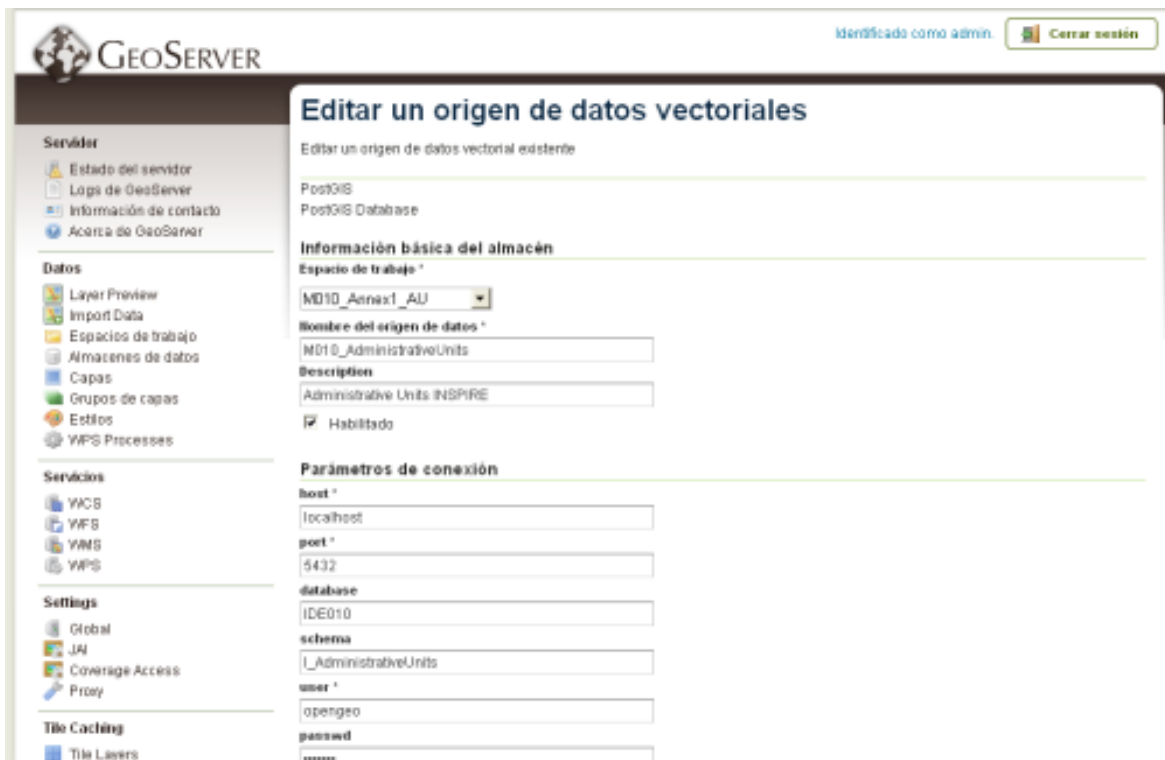 GEOSERVER
Identificado como admin.
Cerrar sesión
Servidor
Estado del servidor
Logs de GeoServer
Información de contacto
Acerca de GeoServer
Datos
Layer Preview
Import Data
Espacios de trabajo
Almacenes de datos
Capas
Grupos de capas
Estilos
WPS Processes
Servicios
WCS
WFS
WMS
WPS
Settings
Global
JAI
Coverage Access
Proxy
Tile Caching
Tile Layers
Editar un origen de datos vectoriales
Editar un origen de datos vectorial existente
PostGIS
PostGIS Database
Información básica del almacén
Espacio de trabajo *
M010_Annex1_AU
Nombre del origen de datos *
M010_AdministrativeUnits
Description
Administrative Units INSPIRE
Habilitado
Parámetros de conexión
host *
localhost
port *
5432
database
IDE010
schema
I_AdministrativeUnits
user *
opengeo
passwd